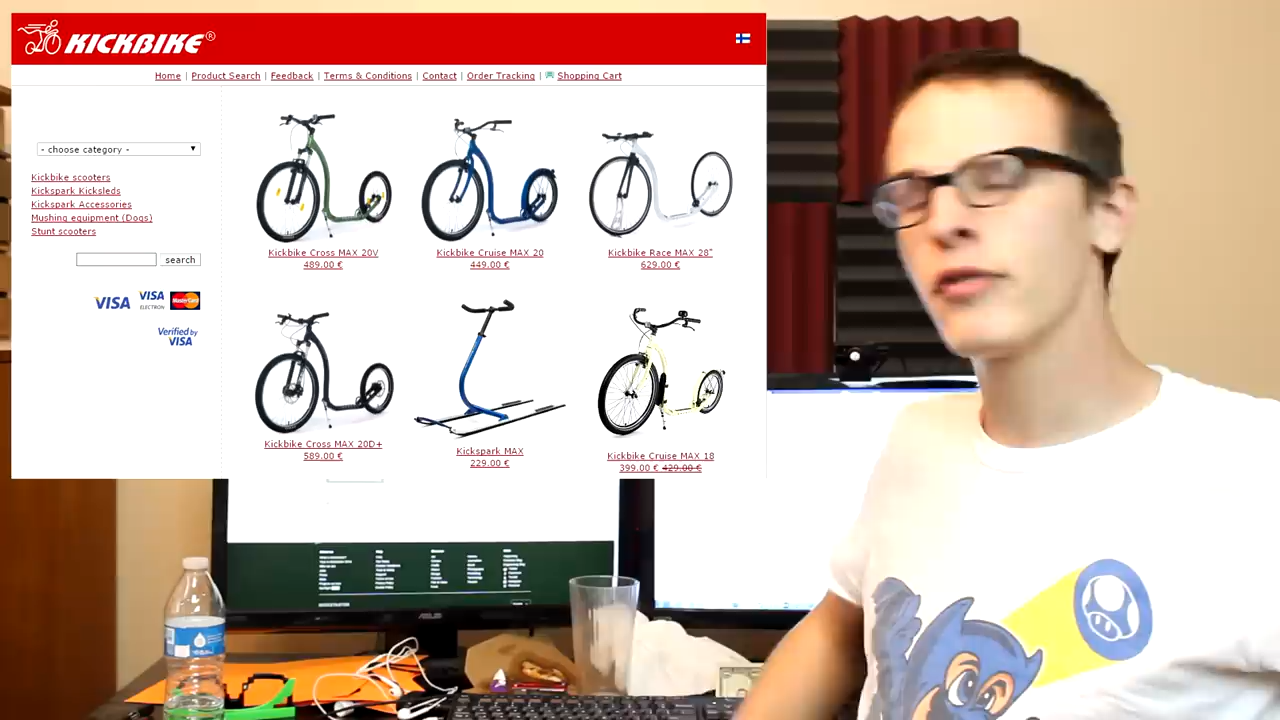 KICKBIKE®
Home | Product Search | Feedback | Terms & Conditions | Contact | Order Tracking | Shopping Cart
- choose category -
Kickbike scooters
Kickspark Kicksleds
Kickspark Accessories
Mushing equipment (Dogs)
Stunt scooters
search
VISA VISA ELECTRON MasterCard
Verified by VISA
Kickbike Cross MAX 20V
489.00 €
Kickbike Cruise MAX 20
449.00 €
Kickbike Race MAX 28"
629.00 €
Kickbike Cross MAX 20D+
589.00 €
Kickspark MAX
229.00 €
Kickbike Cruise MAX 18
399.00 € 429.00 €
ASUS